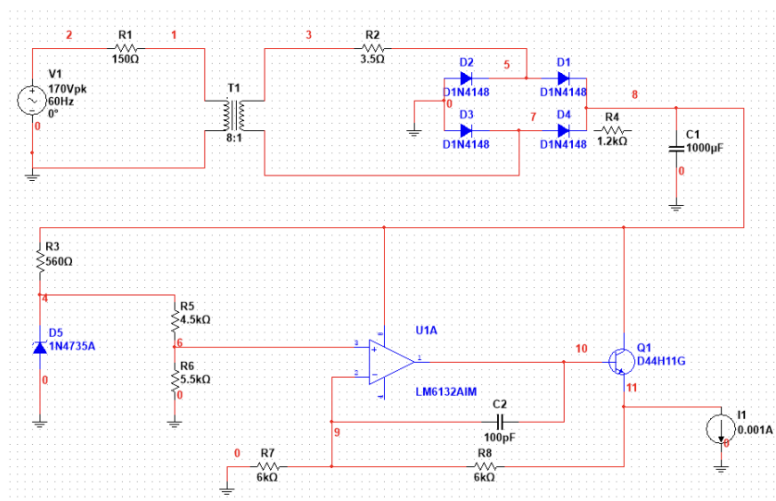 2
R1
150Ω
1
3
R2
3.5Ω
V1
170Vpk
60Hz
0°
0
T1
8:1
D2
D1N4148
5
D1
D1N4148
0
D3
D1N4148
7
D4
D1N4148
8
R4
1.2kΩ
C1
1000µF
0
R3
560Ω
4
D5
1N4735A
0
R5
4.5kΩ
6
R6
5.5kΩ
0
U1A
3
2
1
8
4
LM6132AIM
10
Q1
D44H11G
11
C2
100pF
9
0
R7
6kΩ
R8
6kΩ
I1
0.001A
0